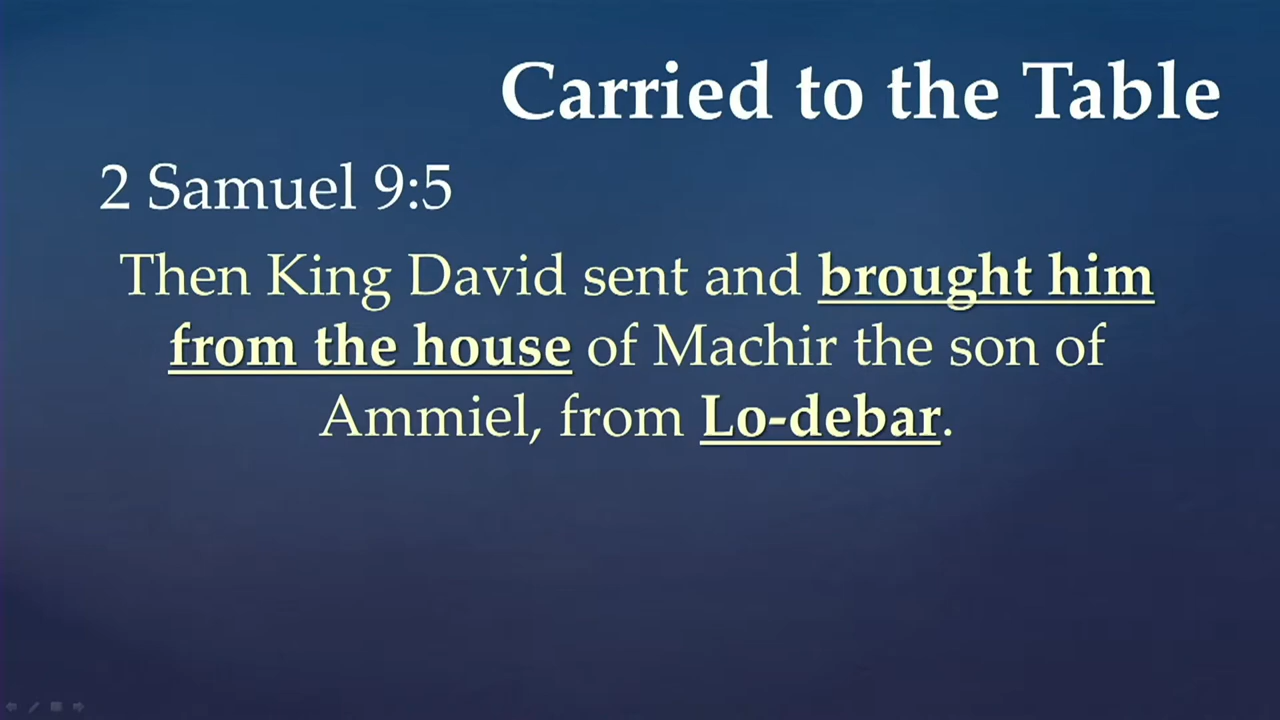 Carried to the Table
2 Samuel 9:5
Then King David sent and brought him
from the house of Machir the son of
Ammiel, from Lo-debar.